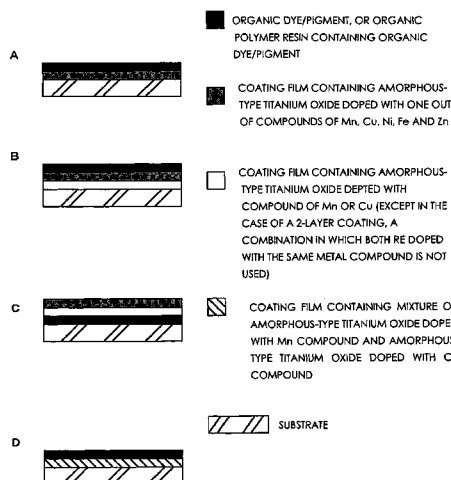 A
B
C
D
ORGANIC DYE/PIGMENT, OR ORGANIC
POLYMER RESIN CONTAINING ORGANIC
DYE/PIGMENT
COATING FILM CONTAINING AMORPHOUS-
TYPE TITANIUM OXIDE DOPED WITH ONE OUT
OF COMPOUNDS OF Mn, Cu, Ni, Fe AND Zn
COATING FILM CONTAINING AMORPHOUS-
TYPE TITANIUM OXIDE DEPTED WITH
COMPOUND OF Mn OR Cu (EXCEPT IN THE
CASE OF A 2-LAYER COATING, A
COMBINATION IN WHICH BOTH RE DOPED
WITH THE SAME METAL COMPOUND IS NOT
USED)
COATING FILM CONTAINING MIXTURE O
AMORPHOUS-TYPE TITANIUM OXIDE DOPE
WITH Mn COMPOUND AND AMORPHOUS
TYPE TITANIUM OXIDE DOPED WITH C
COMPOUND
SUBSTRATE